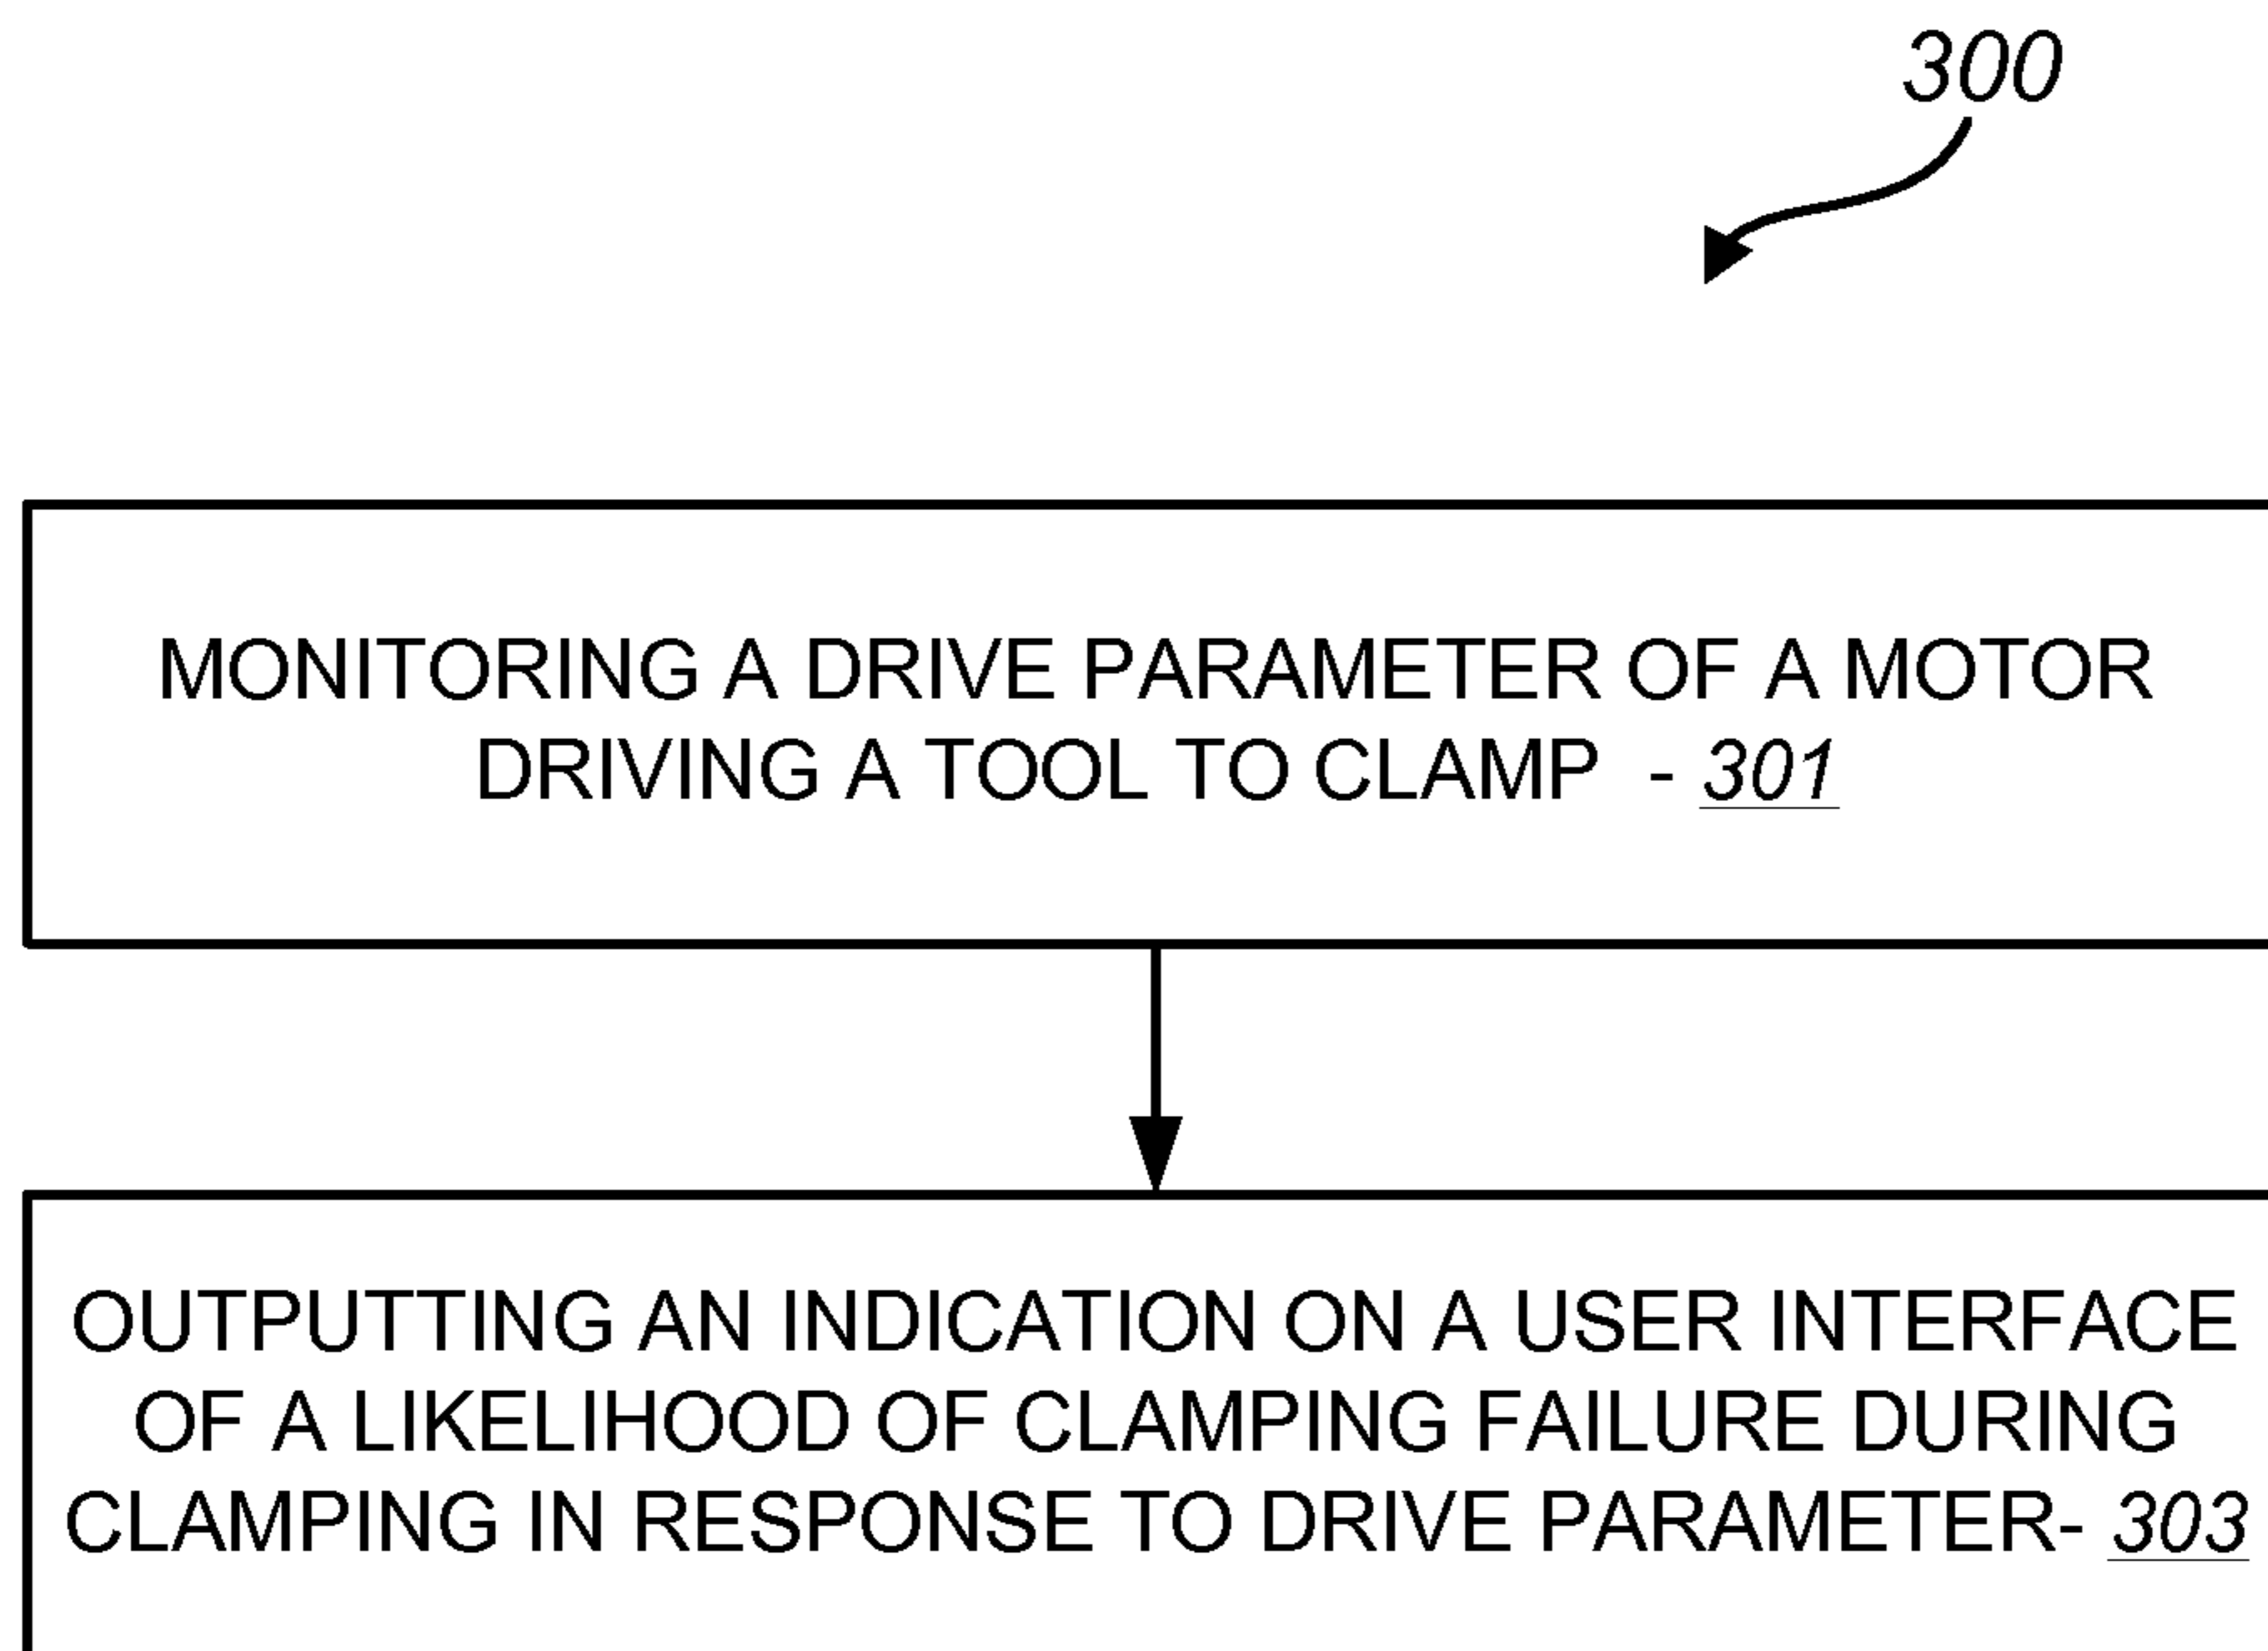 300
MONITORING A DRIVE PARAMETER OF A MOTOR
DRIVING A TOOL TO CLAMP - 301
OUTPUTTING AN INDICATION ON A USER INTERFACE
OF A LIKELIHOOD OF CLAMPING FAILURE DURING
CLAMPING IN RESPONSE TO DRIVE PARAMETER- 303